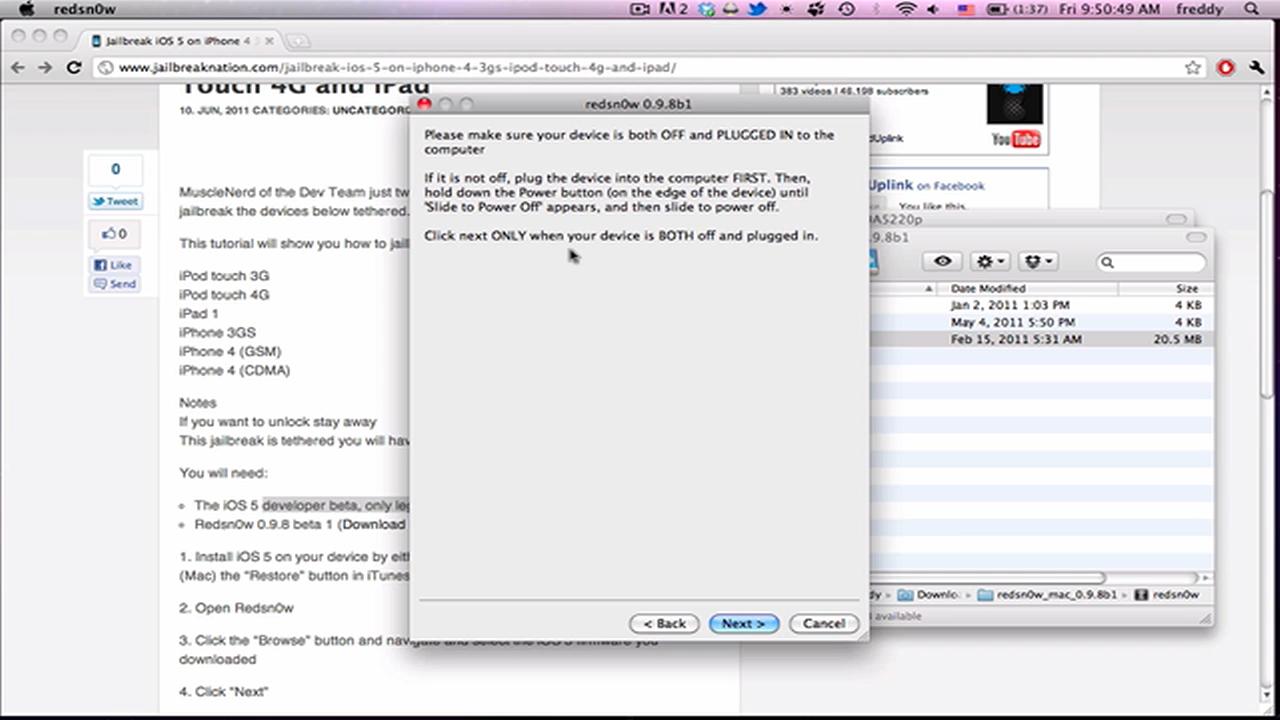 redsn0w
2
(1:37)
Fri 9:50:49 AM
freddy
Jailbreak iOS 5 on iPhone 4
www.jailbreaknation.com/jailbreak-ios-5-on-iphone-4-3gs-ipod-touch-4g-and-ipad/
Touch 4G and iPad
10. JUN, 2011 CATEGORIES:
0
Tweet
0
Like
Send
MuscleNerd of the Dev Team just
jailbreak the devices below tethered.
This tutorial will show you how to
iPod touch 3G
iPod touch 4G
iPad 1
iPhone 3GS
iPhone 4 (GSM)
iPhone 4 (CDMA)
Notes
If you want to unlock stay away
This jailbreak is tethered you will
You will need:
The iOS 5 developer beta, only
Redsn0w 0.9.8 beta 1 (Download
1. Install iOS 5 on your device by
(Mac) the "Restore" button in iTunes
2. Open Redsn0w
3. Click the "Browse" button and navigate and select the iOS 5 firmware you
downloaded
4. Click "Next"
redsn0w 0.9.8b1
Please make sure your device is both OFF and PLUGGED IN to the
computer
If it is not off, plug the device into the computer FIRST. Then,
hold down the Power button (on the edge of the device) until
'Slide to Power Off' appears, and then slide to power off.
Click next ONLY when your device is BOTH off and plugged in.
< Back
Next >
Cancel
383 videos | 46,198 subscribers
dUplink
YouTube
Uplink on Facebook
You like this.
A5220p
.9.8b1
Date Modified
Size
Jan 2, 2011 1:03 PM
4 KB
May 4, 2011 5:50 PM
4 KB
Feb 15, 2011 5:31 AM
20.5 MB
redsn0w_mac_0.9.8b1
redsn0w
available